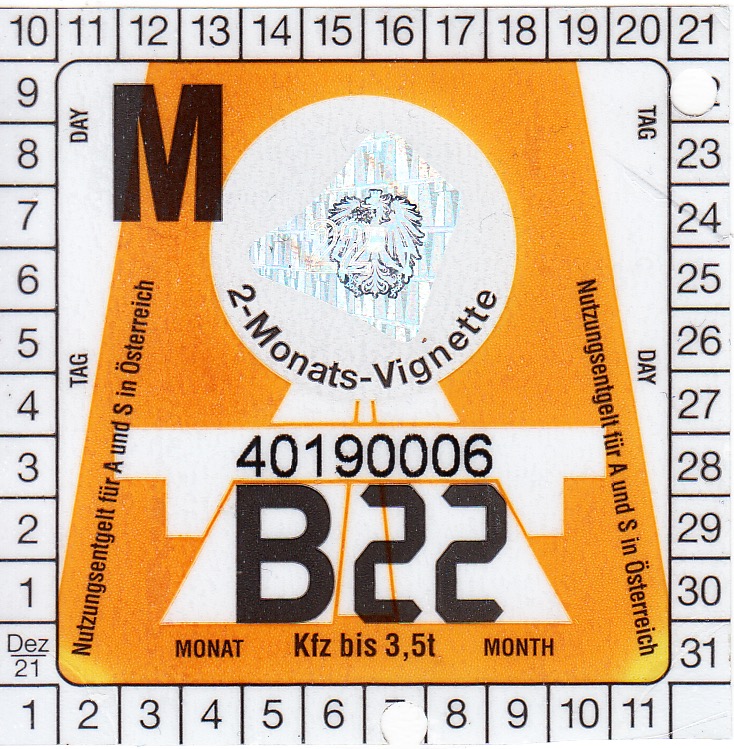 10 11 12 13 14 15 16 17 18 19 20 21
9
8
7
6
5
4
3
2
1
Dez
21
DAY
M
TAG
2-Monats-Vignette
TAG
DAY
Nutzungsentgelt für A und S in Österreich
Nutzungsentgelt für A und S in Österreich
40190006
B22
MONAT Kfz bis 3,5t MONTH
23
24
25
26
27
28
29
30
31
1 2 3 4 5 6 8 9 10 11